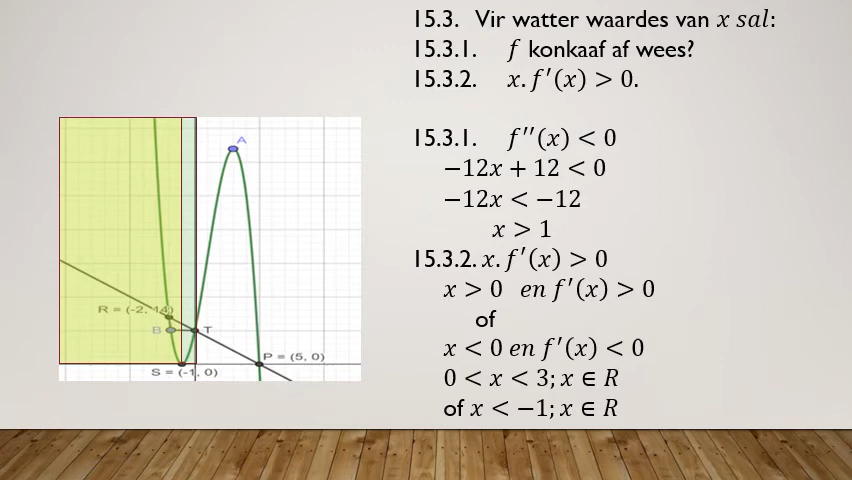 15.3. Vir watter waardes van x sal:
15.3.1. f konkaaf af wees?
15.3.2. x.f′(x) > 0.
15.3.1. f″(x) < 0
−12x + 12 < 0
−12x < −12
x > 1
15.3.2. x.f′(x) > 0
x > 0 en f′(x) > 0
of
x < 0 en f′(x) < 0
0 < x < 3; x ∈ R
of x < −1; x ∈ R
A
R = (-2, 14)
B
T
P = (5, 0)
S = (-1, 0)